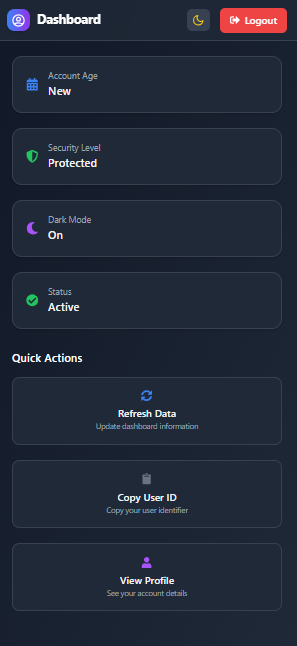 Dashboard
Logout
Account Age
New
Security Level
Protected
Dark Mode
On
Status
Active
Quick Actions
Refresh Data
Update dashboard information
Copy User ID
Copy your user identifier
View Profile
See your account details